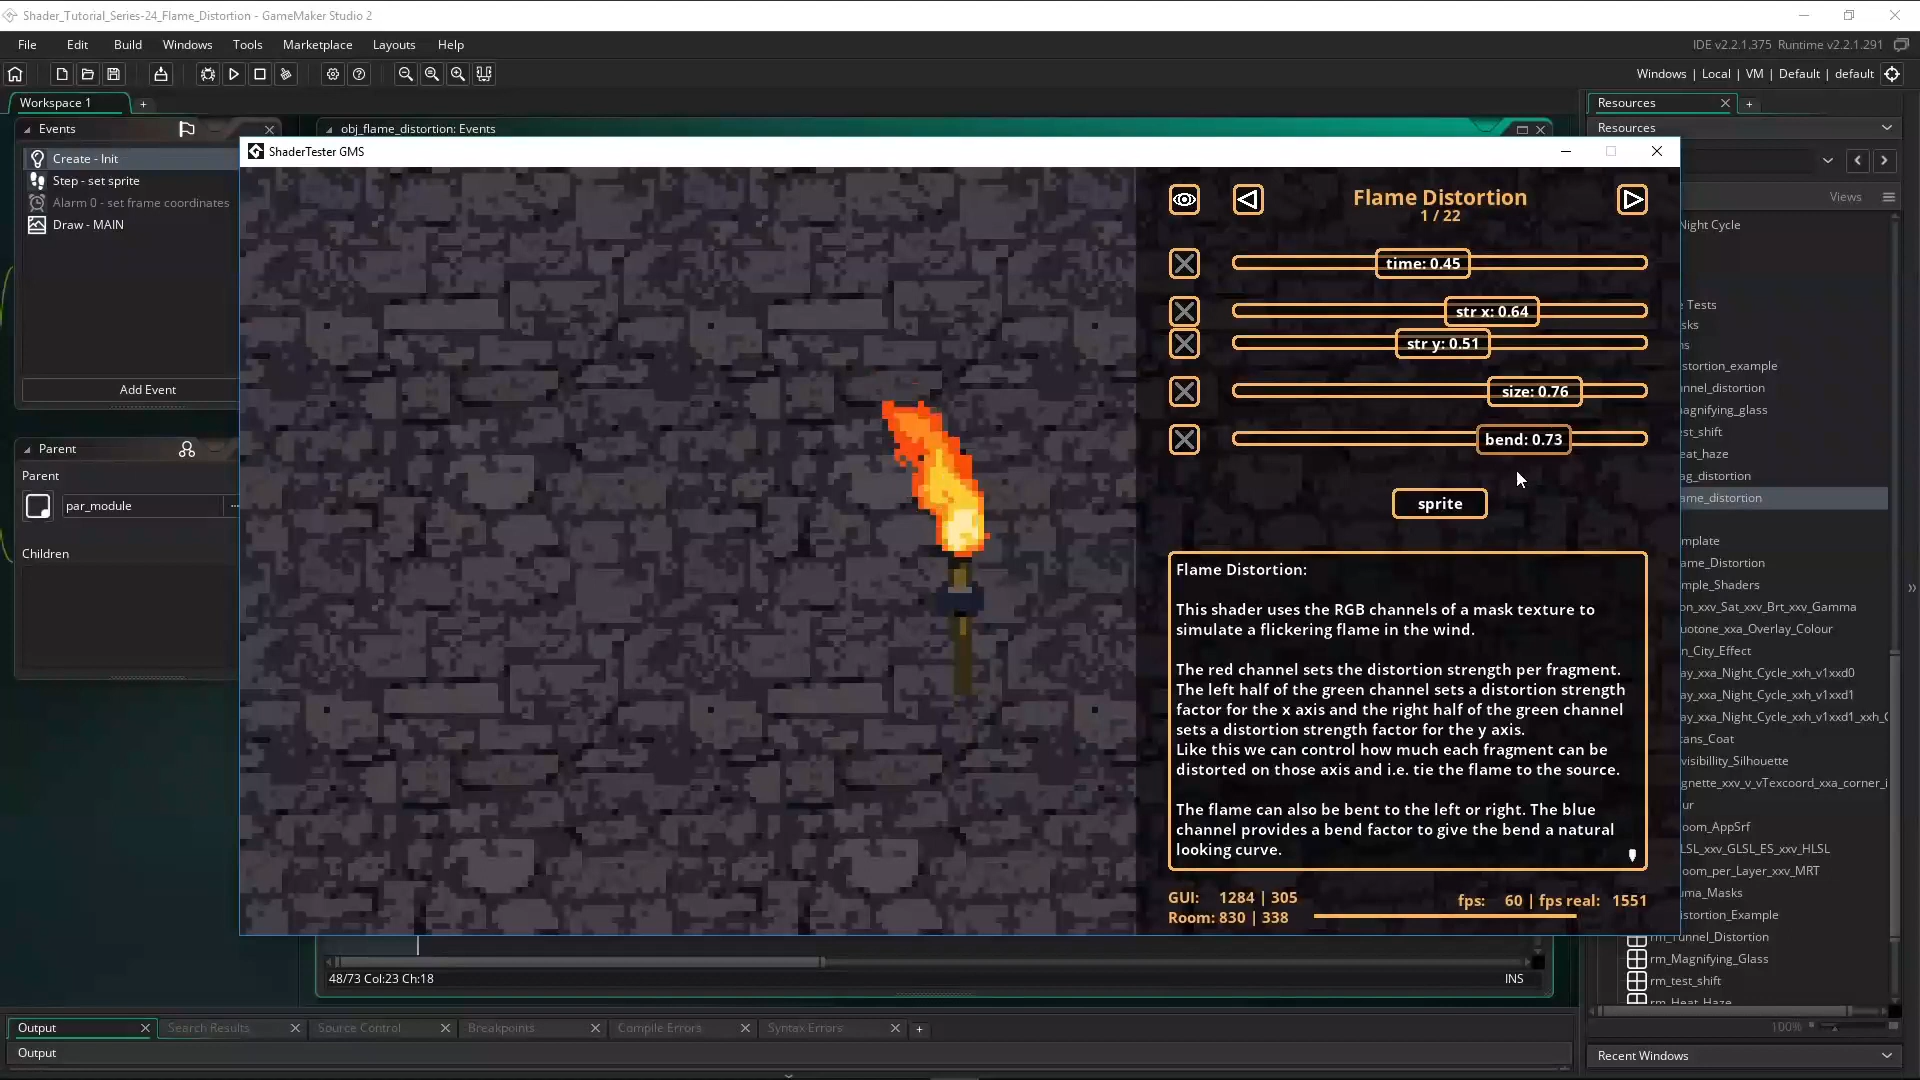 Shader_Tutorial_Series-24_Flame_Distortion - GameMaker Studio 2
File Edit Build Windows Tools Marketplace Layouts Help
IDE v2.2.1.375 Runtime v2.2.1.291
Windows | Local | VM | Default | default
Workspace 1
Events
Create - Init
Step - set sprite
Alarm 0 - set frame coordinates
Draw - MAIN
Add Event
Parent
Parent
par_module
Children
obj_flame_distortion: Events
ShaderTester GMS
Flame Distortion
1 / 22
time: 0.45
str x: 0.64
str y: 0.51
size: 0.76
bend: 0.73
sprite
Flame Distortion:
This shader uses the RGB channels of a mask texture to
simulate a flickering flame in the wind.
The red channel sets the distortion strength per fragment.
The left half of the green channel sets a distortion strength
factor for the x axis and the right half of the green channel
sets a distortion strength factor for the y axis.
Like this we can control how much each fragment can be
distorted on those axis and i.e. tie the flame to the source.
The flame can also be bent to the left or right. The blue
channel provides a bend factor to give the bend a natural
looking curve.
GUI: 1284 | 305
Room: 830 | 338
fps: 60 | fps real: 1551
48/73 Col:23 Ch:18
INS
Resources
Resources
Views
Night Cycle
Tests
stortion_example
nnel_distortion
agnifying_glass
est_shift
eat_haze
ag_distortion
ame_distortion
mplate
ame_Distortion
mple_Shaders
on_xxv_Sat_xxv_Brt_xxv_Gamma
uotone_xxa_Overlay_Colour
n_City_Effect
ay_xxa_Night_Cycle_xxh_v1xxd0
ay_xxa_Night_Cycle_xxh_v1xxd1
ay_xxa_Night_Cycle_xxh_v1xxd1_xxh_C
tans_Coat
visibillity_Silhouette
gnette_xxv_v_vTexcoord_xxa_corner_i
ur
oom_AppSrf
LSL_xxv_GLSL_ES_xxv_HLSL
oom_per_Layer_xxv_MRT
uma_Masks
istortion_Example
rm_Tunnel_Distortion
rm_Magnifying_Glass
rm_test_shift
rm_Heat_Haze
100%
Recent Windows
Output Search Results Source Control Breakpoints Compile Errors Syntax Errors
Output